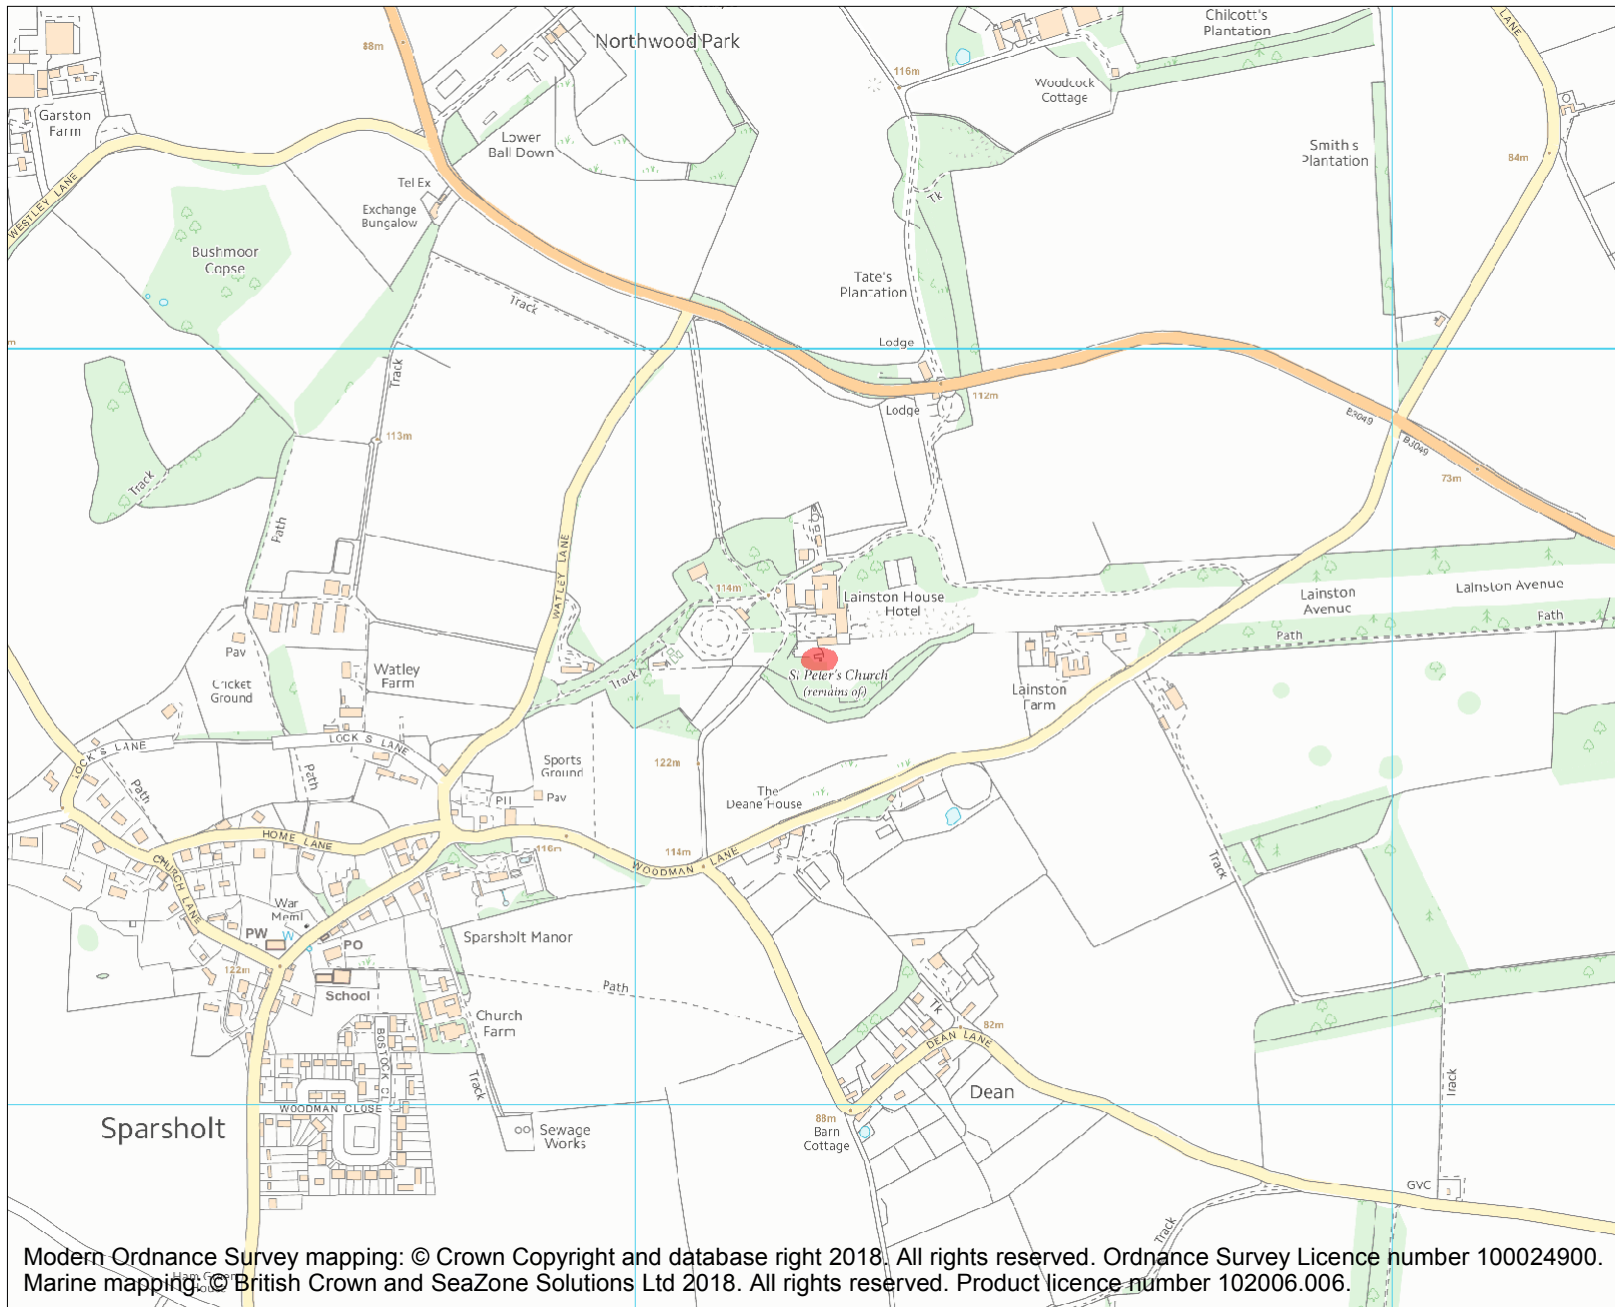 88m
Northwood Park
116m
Chilcott's
Plantation
LANE
Woodcock
Cottage
Garston
Farm
Lower
Ball Down
Smith's
Plantation
84m
WESTLEY LANE
Tel Ex
Exchange
Bungalow
Tk
Bushmoor
Copse
Track
Tate's
Plantation
Lodge
m
Track
Lodge
112m
B3049
B3049
113m
73m
Track
Path
WATLEY LANE
114m
Lainston House
Hotel
Lainston
Avenue
Lainston Avenue
Path
Path
Pav
Watley
Farm
Cricket
Ground
Track
St Peter's Church
(remains of)
Lainston
Farm
LOCK'S LANE
LOCK'S LANE
Path
Path
Sports
Ground
122m
The
Deane House
PH
Pav
HOME LANE
116m
114m
WOODMAN LANE
CHURCH LANE
Track
War
Meml
PW
W
PO
Sparsholt Manor
122m
School
Path
Church
Farm
Tk
82m
DEAN LANE
BOSTOCK CL
Track
Track
Dean
WOODMAN CLOSE
Sparsholt
Sewage
Works
88m
Barn
Cottage
GVC
Track
Modern Ordnance Survey mapping: © Crown Copyright and database right 2018. All rights reserved. Ordnance Survey Licence number 100024900.
Marine mapping: © British Crown and SeaZone Solutions Ltd 2018. All rights reserved. Product licence number 102006.006.